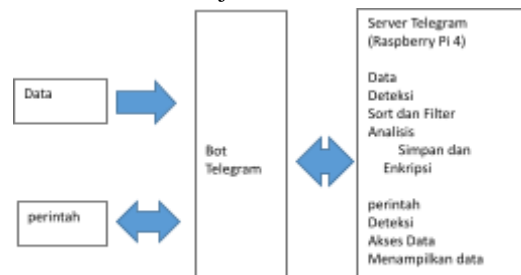 Data
perintah
Bot
Telegram
Server Telegram
(Raspberry Pi 4)
Data
Deteksi
Sort dan Filter
Analisis
Simpan dan
Enkripsi
perintah
Deteksi
Akses Data
Menampilkan data